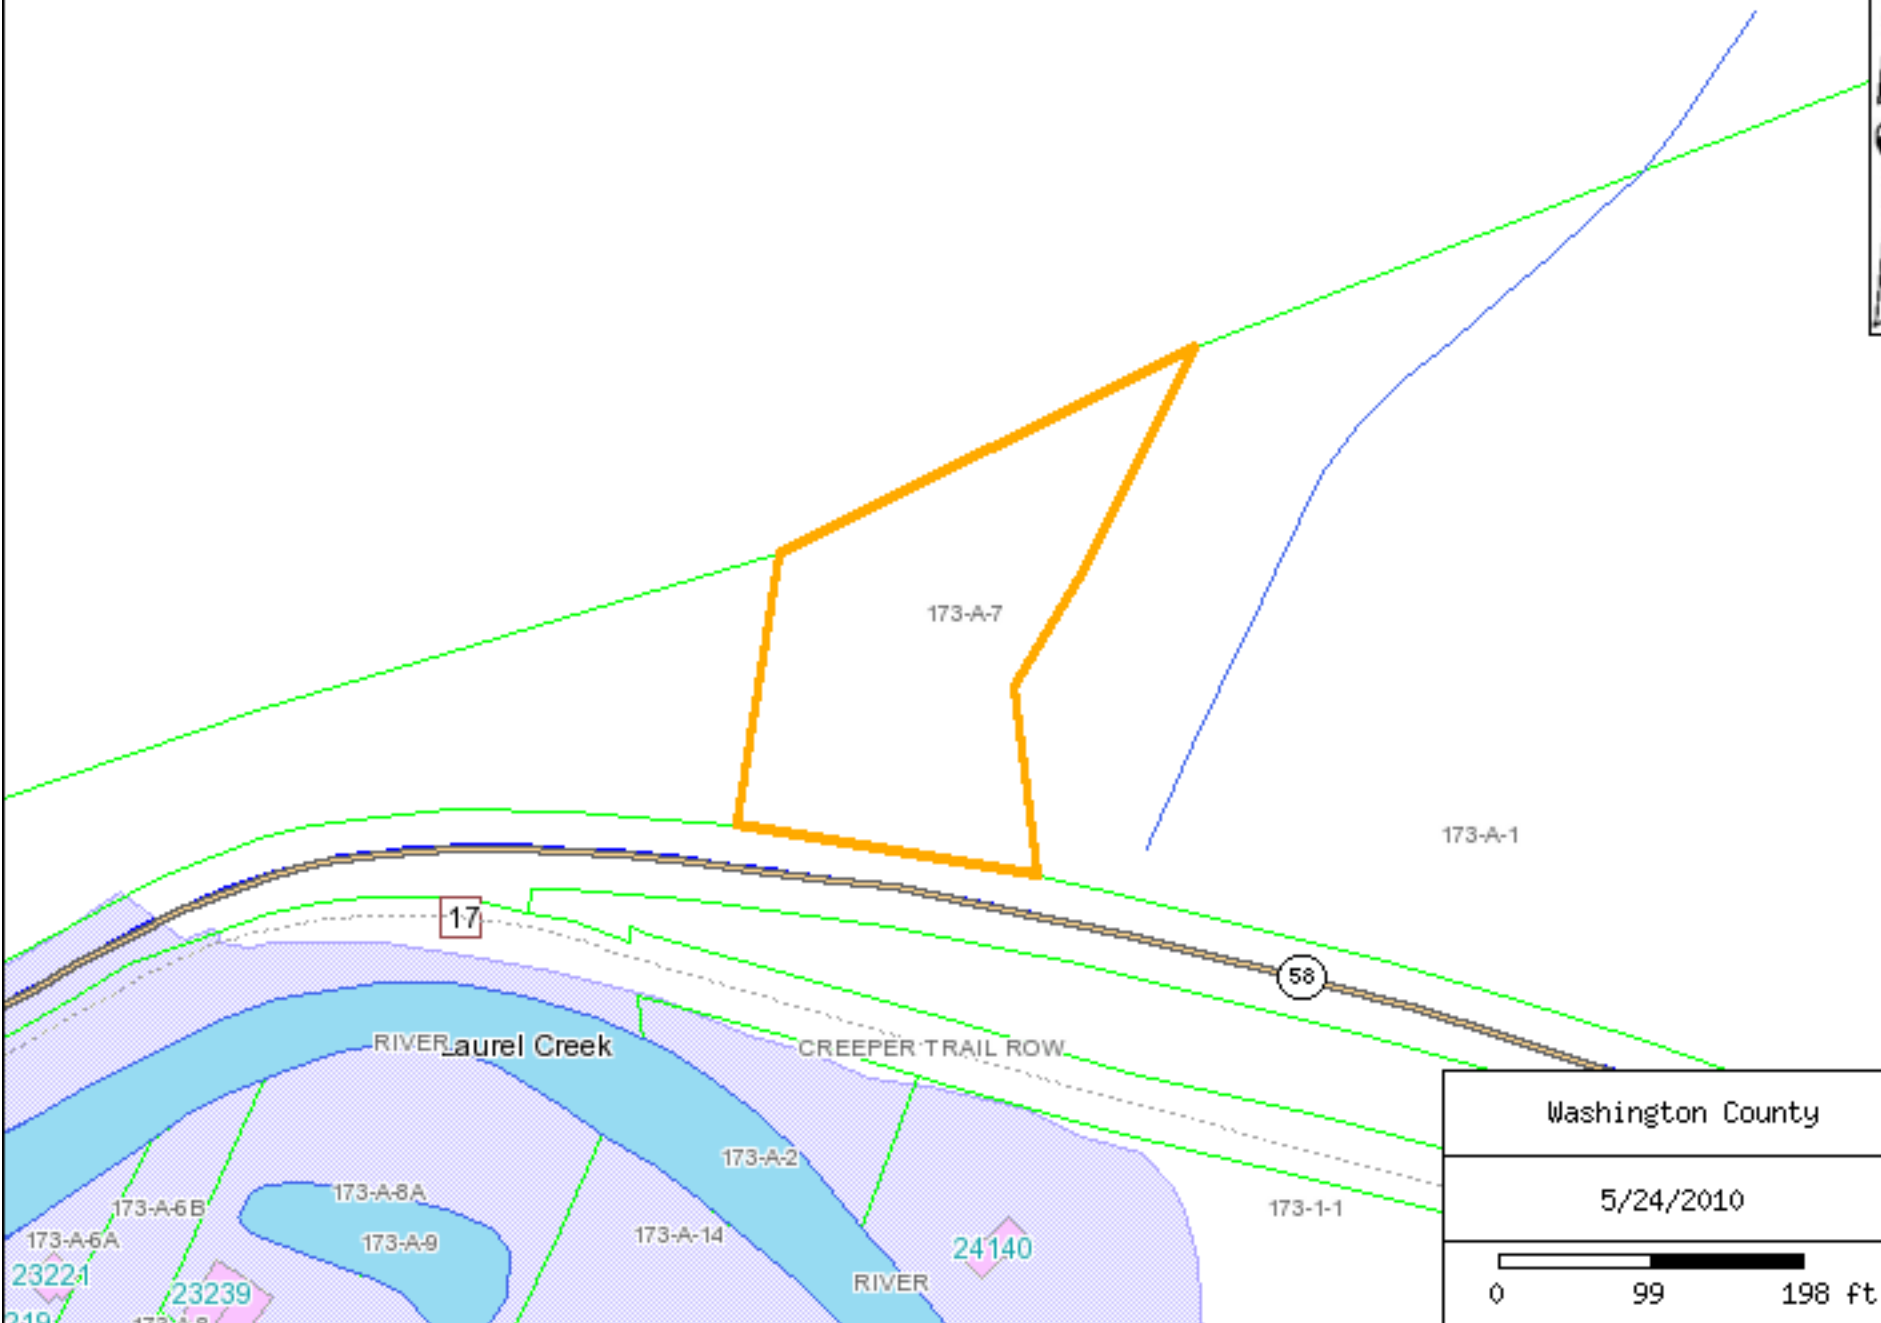 173-A-7
173-A-1
17
58
RIVER
Laurel Creek
CREEPER TRAIL ROW
173-A-2
173-A-8A
173-A-6B
173-1-1
173-A-14
173-A-6A
173-A-9
24140
23221
RIVER
23239
219
Washington County
5/24/2010
0 99 198 ft